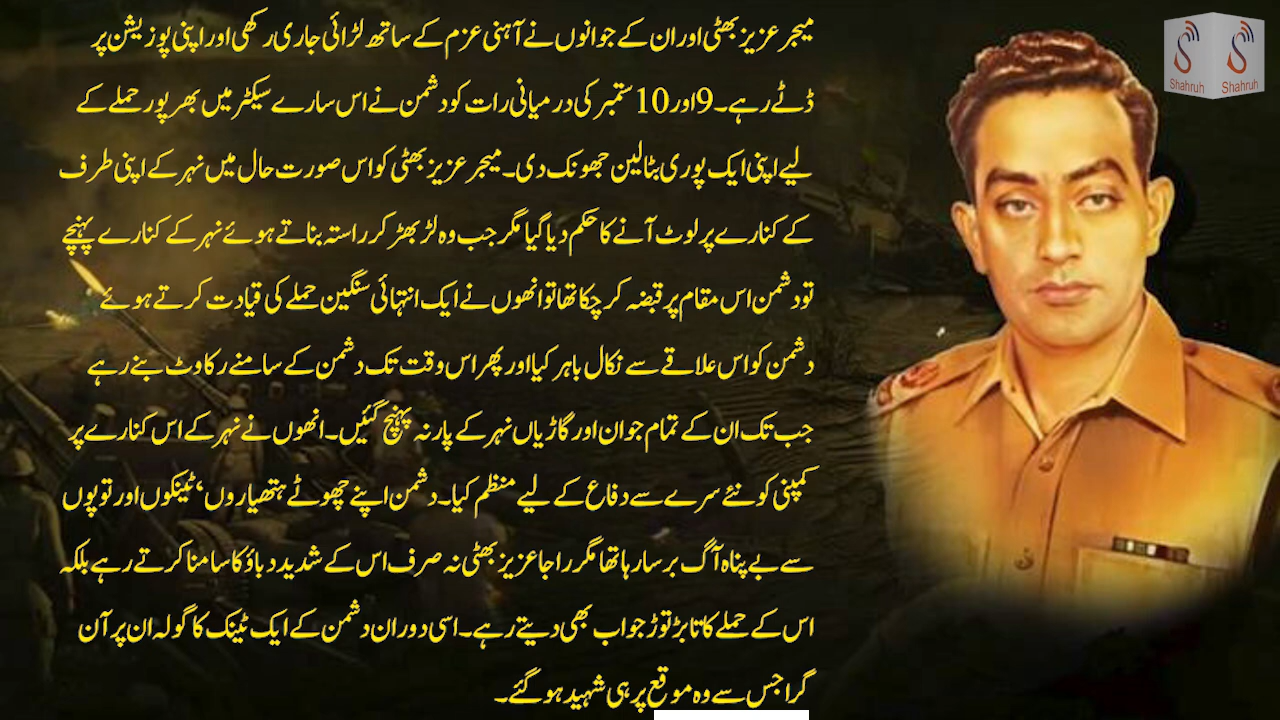 میجر عزیز بھٹی اور ان کے جوانوں نے آہنی عزم کے ساتھ لڑائی جاری رکھی اور اپنی پوزیشن پر
ڈٹے رہے۔ 9 اور 10 ستمبر کی درمیانی رات کو دشمن نے اس سارے سیکٹر میں بھرپور حملے کے
لیے اپنی ایک پوری بٹالین جھونک دی۔ میجر عزیز بھٹی کو اس صورت حال میں نہر کے اپنی طرف
کے کنارے پر لوٹ آنے کا حکم دیا گیا مگر جب وہ لڑ بھڑ کر راستہ بناتے ہوئے نہر کے کنارے پہنچے
تو دشمن اس مقام پر قبضہ کر چکا تھا تو انھوں نے ایک انتہائی سنگین حملے کی قیادت کرتے ہوئے
دشمن کو اس علاقے سے نکال باہر کیا اور پھر اس وقت تک دشمن کے سامنے رکاوٹ بنے رہے
جب تک ان کے تمام جوان اور گاڑیاں نہر کے پار نہ پہنچ گئیں۔ انھوں نے نہر کے اس کنارے پر
کمپنی کو نئے سرے سے دفاع کے لیے منظم کیا۔ دشمن اپنے چھوٹے ہتھیاروں‘ ٹینکوں اور توپوں
سے بے پناہ آگ برسا رہا تھا مگر راجا عزیز بھٹی نہ صرف اس کے شدید دباؤ کا سامنا کرتے رہے بلکہ
اس کے حملے کا تابڑ توڑ جواب بھی دیتے رہے۔ اسی دوران دشمن کے ایک ٹینک کا گولہ ان پر آن
گرا جس سے وہ موقع پر ہی شہید ہو گئے۔
Shahruh Shahruh